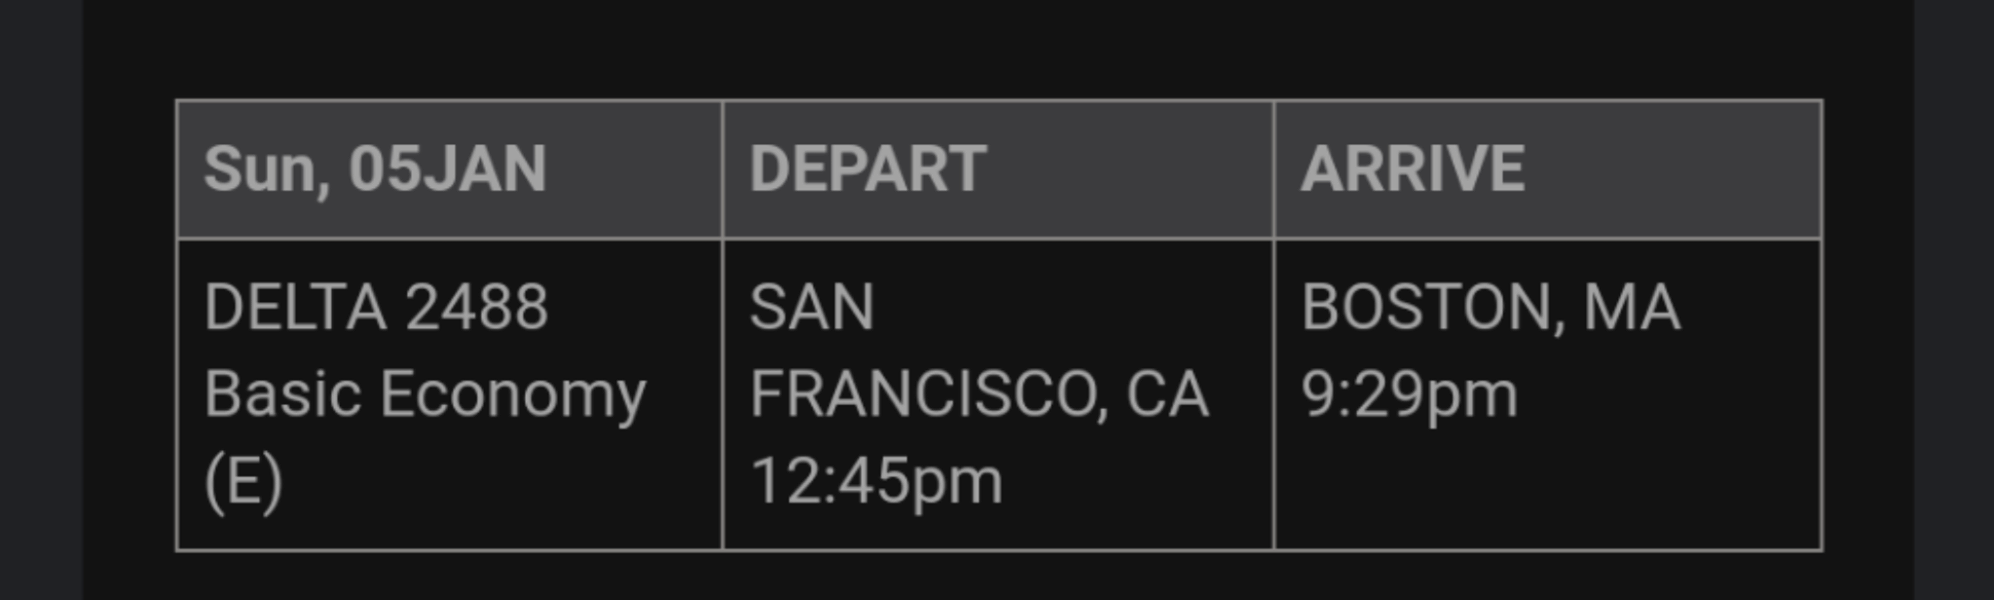 Sun, 05JAN
DEPART
ARRIVE
DELTA 2488
Basic Economy
(E)
SAN
FRANCISCO, CA
12:45pm
BOSTON, MA
9:29pm